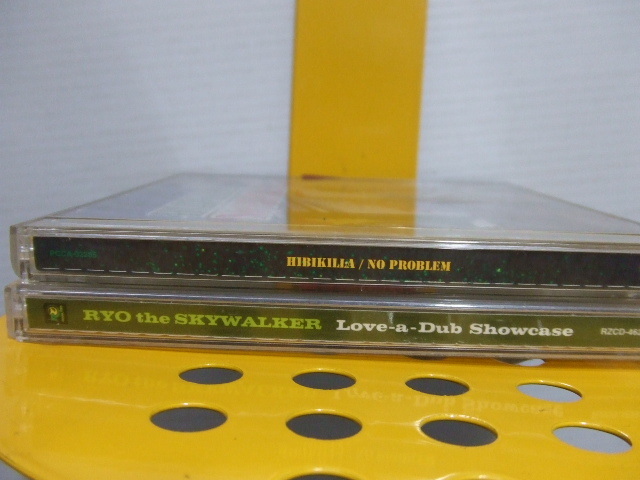 HIBIKILLA / NO PROBLEM
RYO the SKYWALKER Love-a-Dub Showcase